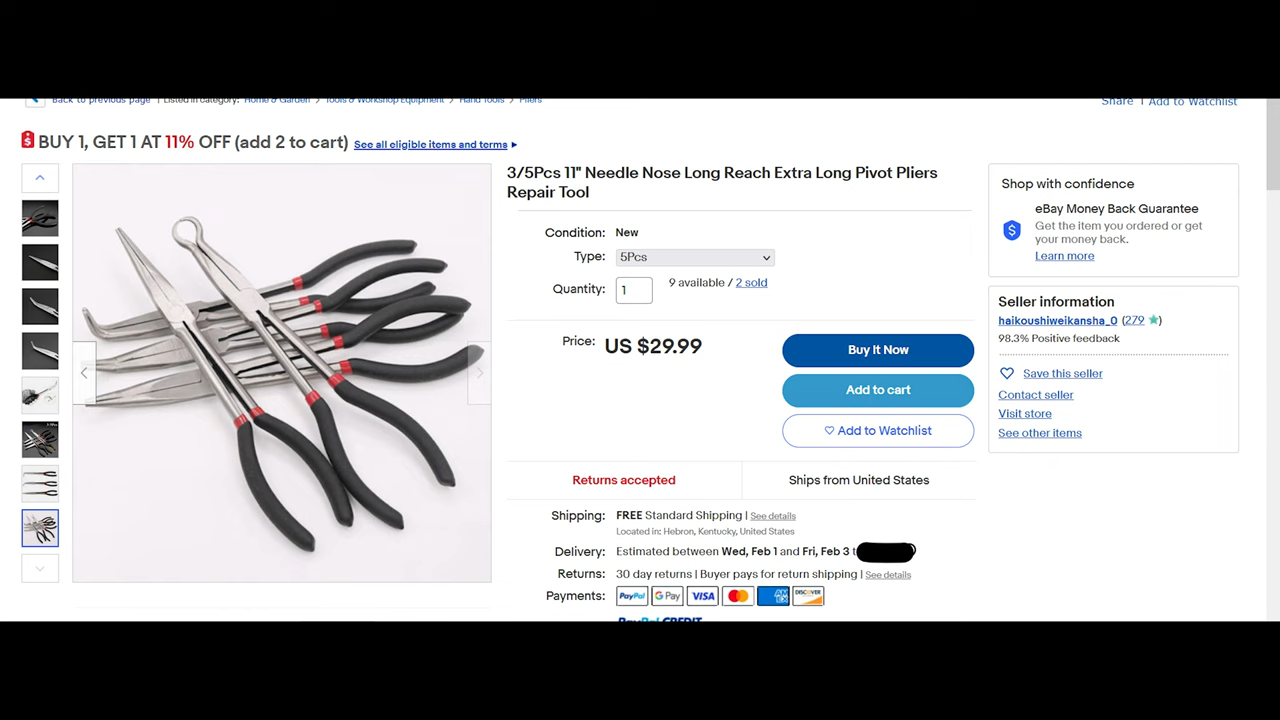 Back to previous page | Listed in category: Home & Garden > Tools & Workshop Equipment > Hand Tools > Pliers
Share | Add to Watchlist
BUY 1, GET 1 AT 11% OFF (add 2 to cart) See all eligible items and terms ▸
3/5Pcs 11" Needle Nose Long Reach Extra Long Pivot Pliers
Repair Tool
Condition: New
Type: 5Pcs
Quantity: 1 9 available / 2 sold
Price: US $29.99
Buy It Now
Add to cart
Add to Watchlist
Returns accepted
Ships from United States
Shipping: FREE Standard Shipping | See details
Located in: Hebron, Kentucky, United States
Delivery: Estimated between Wed, Feb 1 and Fri, Feb 3 t
Returns: 30 day returns | Buyer pays for return shipping | See details
Payments: PayPal G Pay VISA AMEX DISCOVER
PayPal CREDIT
Shop with confidence
eBay Money Back Guarantee
Get the item you ordered or get
your money back.
Learn more
Seller information
haikoushiweikansha_0 (279 ★)
98.3% Positive feedback
Save this seller
Contact seller
Visit store
See other items